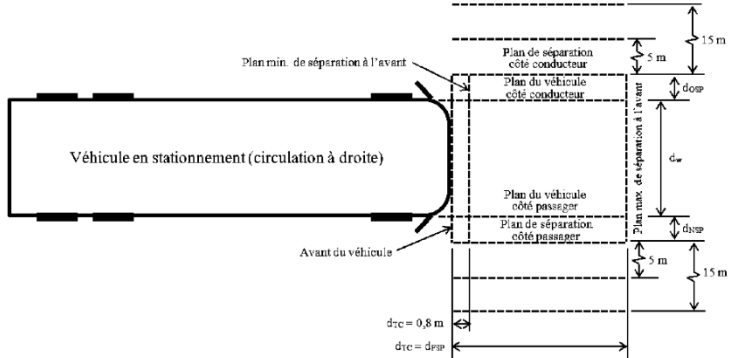 15 m
Plan de séparation
côté conducteur
5 m
Plan min. de séparation à l'avant
Plan du véhicule
côté conducteur
dOSP
Véhicule en stationnement (circulation à droite)
Plan max. de séparation à l'avant
dw
Plan du véhicule
côté passager
Plan de séparation
côté passager
dNSP
Avant du véhicule
5 m
15 m
dTC = 0,8 m
dTC = dFSP